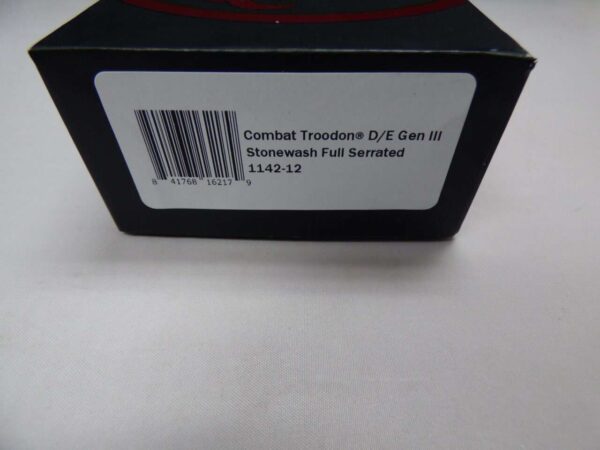 Combat Troodon® D/E Gen III
Stonewash Full Serrated
1142-12
8 41768 16217 9